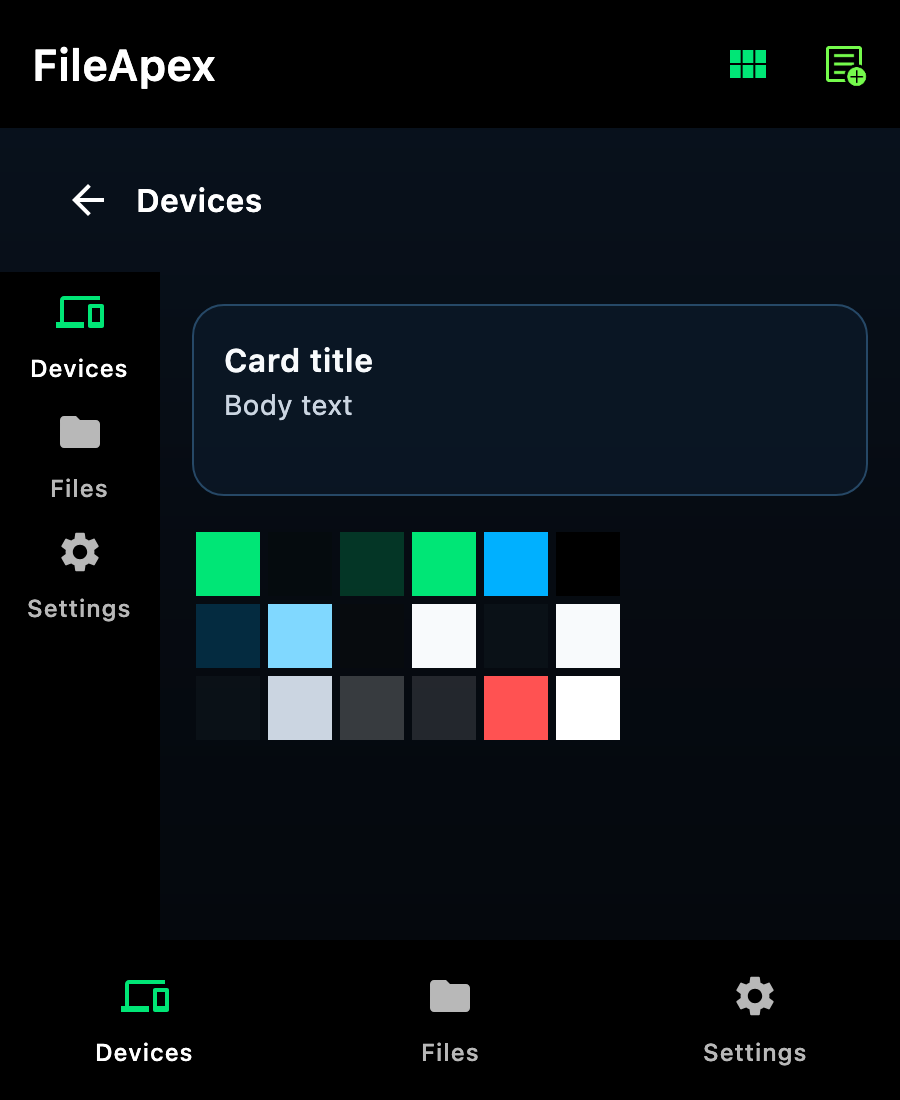 FileApex
Devices
Devices
Files
Settings
Card title
Body text
Devices
Files
Settings